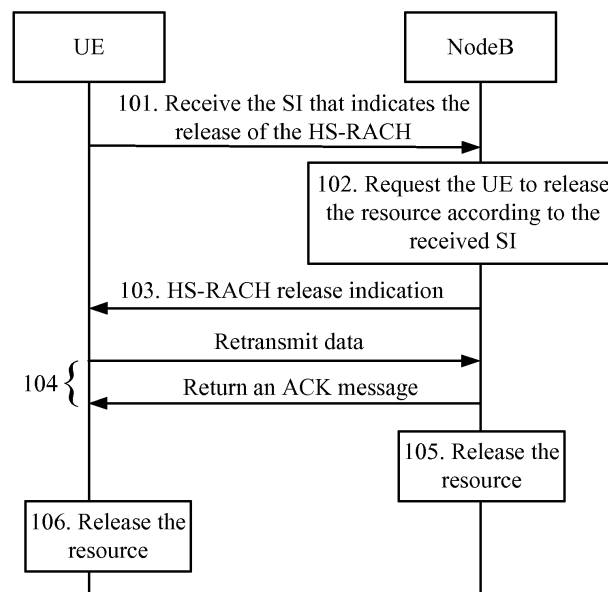 UE
NodeB
101. Receive the SI that indicates the
release of the HS-RACH
102. Request the UE to release
the resource according to the
received SI
103. HS-RACH release indication
Retransmit data
104 {
Return an ACK message
105. Release the
resource
106. Release the
resource